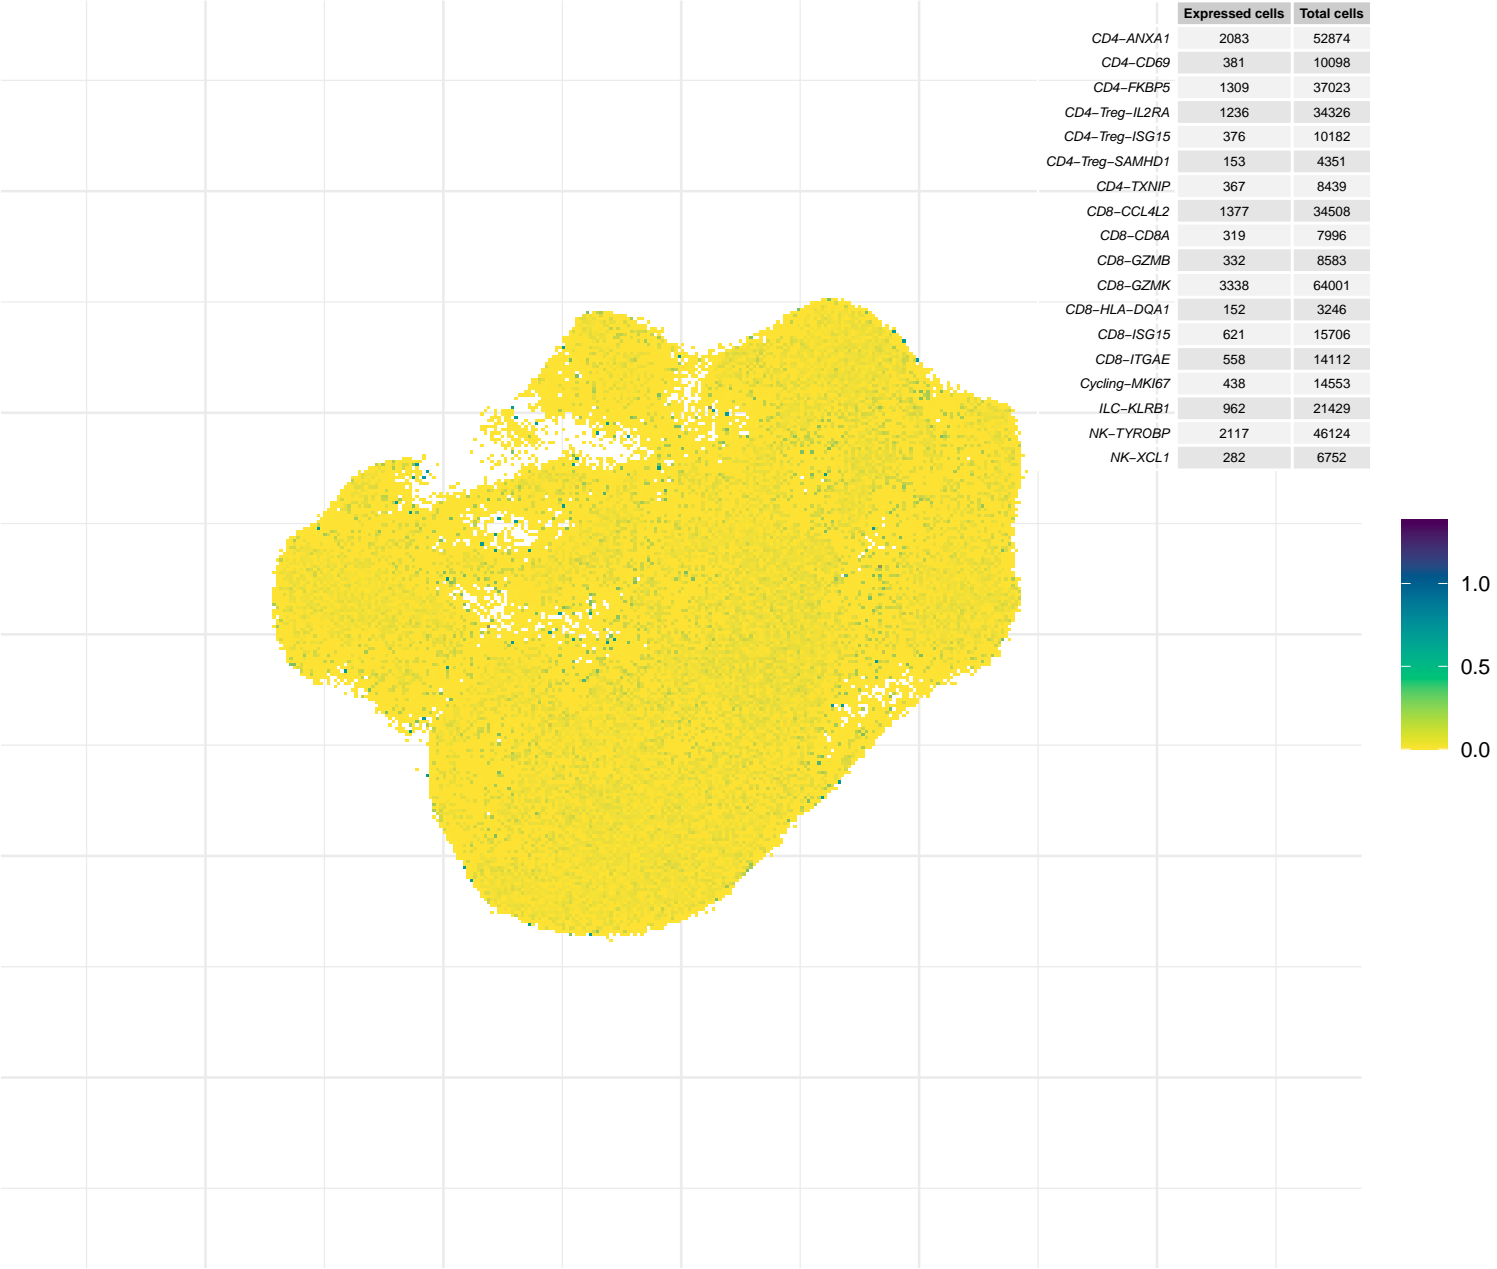 Expressed cells Total cells
CD4−ANXA1 2083 52874
CD4−CD69 381 10098
CD4−FKBP5 1309 37023
CD4−Treg−IL2RA 1236 34326
CD4−Treg−ISG15 376 10182
CD4−Treg−SAMHD1 153 4351
CD4−TXNIP 367 8439
CD8−CCL4L2 1377 34508
CD8−CD8A 319 7996
CD8−GZMB 332 8583
CD8−GZMK 3338 64001
CD8−HLA−DQA1 152 3246
CD8−ISG15 621 15706
CD8−ITGAE 558 14112
Cycling−MKI67 438 14553
ILC−KLRB1 962 21429
NK−TYROBP 2117 46124
NK−XCL1 282 6752
1.0
0.5
0.0